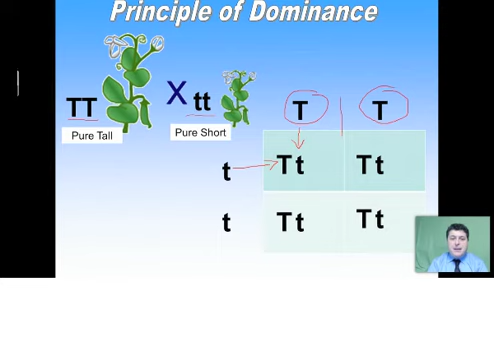 Principle of Dominance
TT X tt
Pure Tall Pure Short
T T
t Tt Tt
t Tt Tt